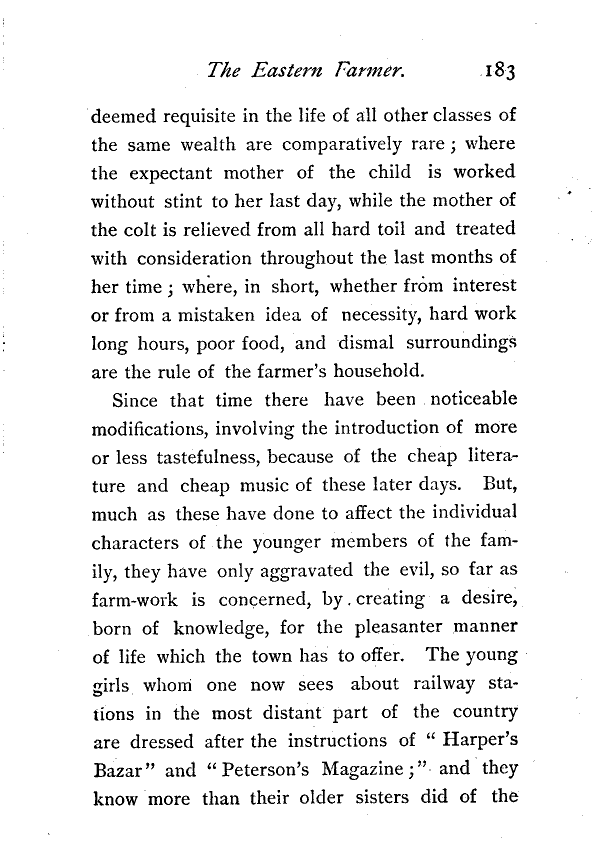 The Eastern Farmer. 183
deemed requisite in the life of all other classes of
the same wealth are comparatively rare ; where
the expectant mother of the child is worked
without stint to her last day, while the mother of
the colt is relieved from all hard toil and treated
with consideration throughout the last months of
her time ; where, in short, whether from interest
or from a mistaken idea of necessity, hard work
long hours, poor food, and dismal surroundings
are the rule of the farmer's household.
Since that time there have been noticeable
modifications, involving the introduction of more
or less tastefulness, because of the cheap litera-
ture and cheap music of these later days. But,
much as these have done to affect the individual
characters of the younger members of the fam-
ily, they have only aggravated the evil, so far as
farm-work is concerned, by creating a desire,
born of knowledge, for the pleasanter manner
of life which the town has to offer. The young
girls whom one now sees about railway sta-
tions in the most distant part of the country
are dressed after the instructions of " Harper's
Bazar" and " Peterson's Magazine ;" and they
know more than their older sisters did of the